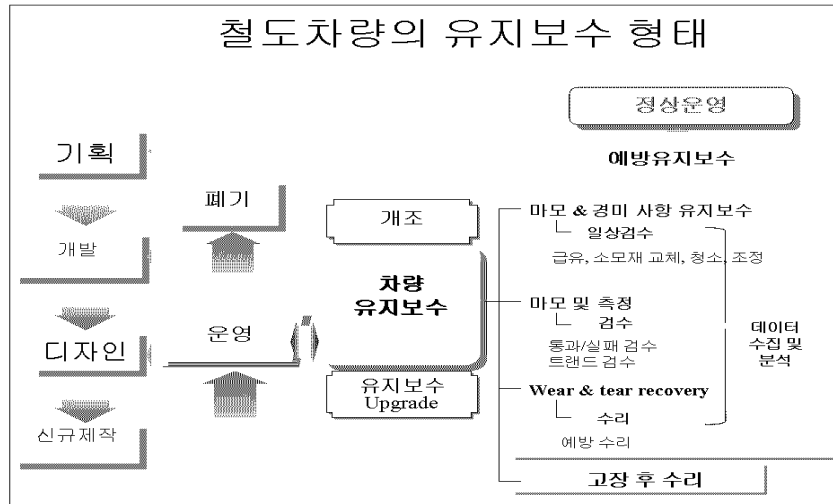 철도차량의 유지보수 형태
정상운영
예방유지보수
기획
개발
디자인
신규제작
폐기
운영
개조
차량
유지보수
유지보수
Upgrade
마모 & 경미 사항 유지보수
일상검수
급유, 소모재 교체, 청소, 조정
마모 및 측정
검수
통과/실패 검수
트랜드 검수
Wear & tear recovery
수리
예방 수리
고장 후 수리
데이터
수집 및
분석